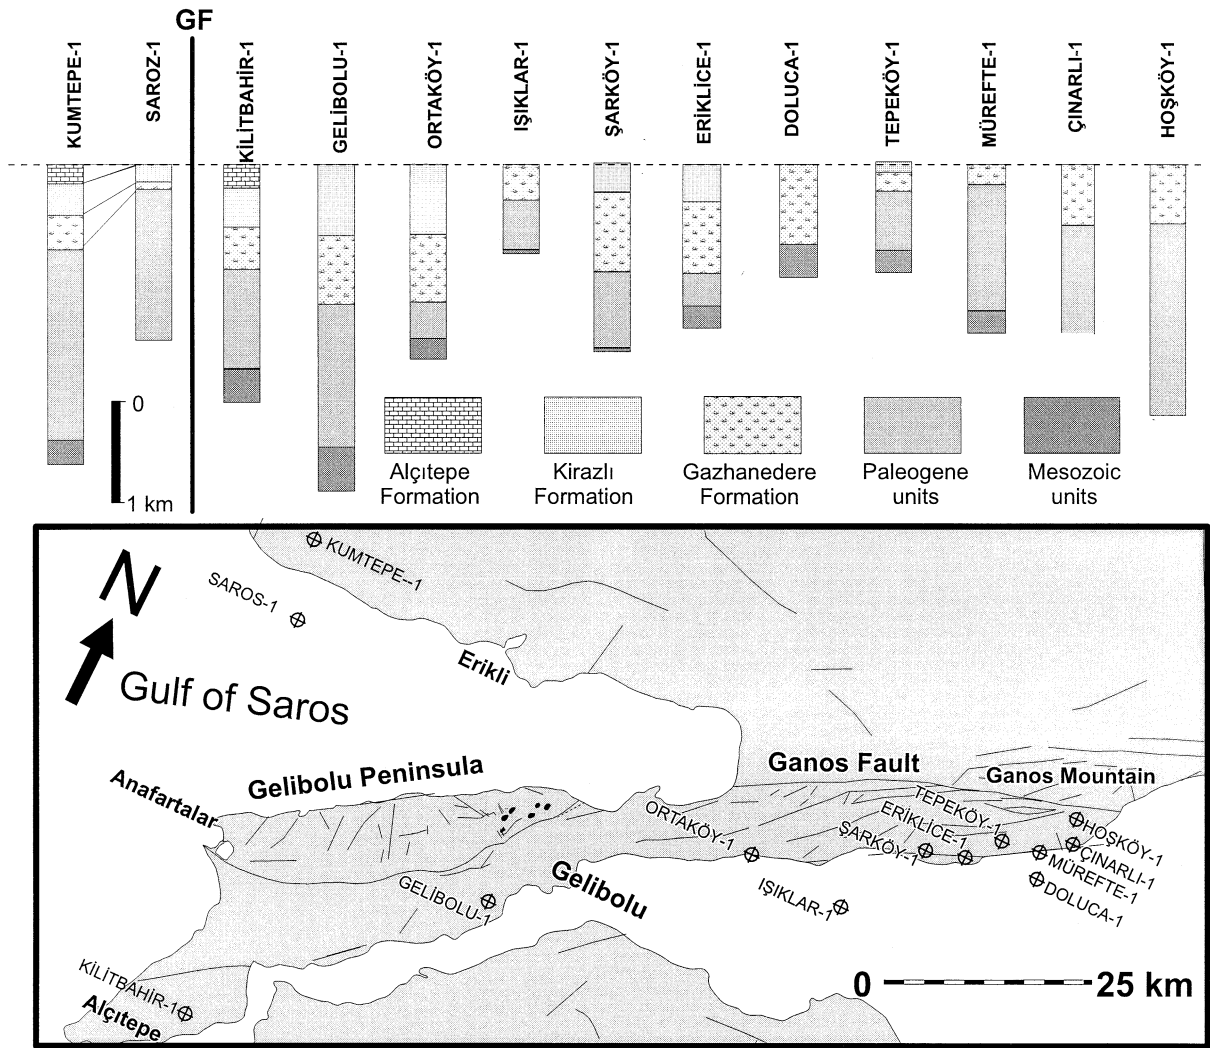 GF
KUMTEPE-1
SAROZ-1
KİLİTBAHİR-1
GELİBOLU-1
ORTAKÖY-1
IŞIKLAR-1
ŞARKÖY-1
ERİKLİCE-1
DOLUCA-1
TEPEKÖY-1
MÜREFTE-1
ÇINARLI-1
HOŞKÖY-1
0
1 km
Alçıtepe
Formation
Kirazlı
Formation
Gazhanedere
Formation
Paleogene
units
Mesozoic
units
N
KUMTEPE--1
SAROS-1
Erikli
Gulf of Saros
Gelibolu Peninsula
Anafartalar
Ganos Fault
Ganos Mountain
ORTAKÖY-1
TEPEKÖY-1
ERİKLİCE-1
ŞARKÖY-1
HOŞKÖY-1
ÇINARLI-1
MÜREFTE-1
DOLUCA-1
IŞIKLAR-1
GELİBOLU-1
Gelibolu
KİLİTBAHİR-1
Alçıtepe
0
25 km